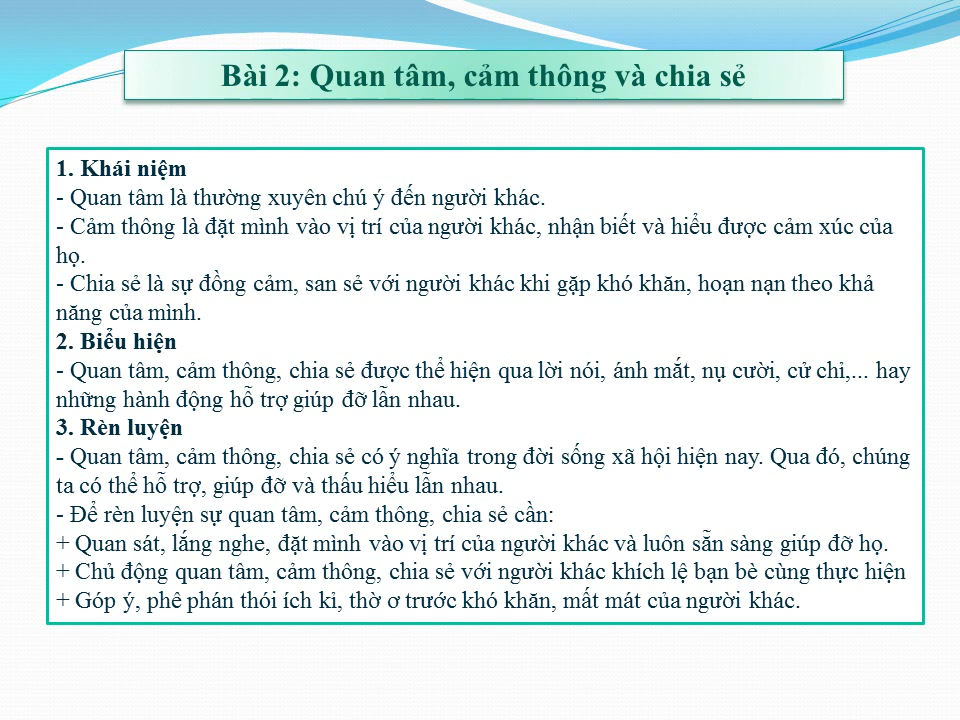 Bài 2: Quan tâm, cảm thông và chia sẻ
1. Khái niệm
- Quan tâm là thường xuyên chú ý đến người khác.
- Cảm thông là đặt mình vào vị trí của người khác, nhận biết và hiểu được cảm xúc của
họ.
- Chia sẻ là sự đồng cảm, san sẻ với người khác khi gặp khó khăn, hoạn nạn theo khả
năng của mình.
2. Biểu hiện
- Quan tâm, cảm thông, chia sẻ được thể hiện qua lời nói, ánh mắt, nụ cười, cử chỉ,... hay
những hành động hỗ trợ giúp đỡ lẫn nhau.
3. Rèn luyện
- Quan tâm, cảm thông, chia sẻ có ý nghĩa trong đời sống xã hội hiện nay. Qua đó, chúng
ta có thể hỗ trợ, giúp đỡ và thấu hiểu lẫn nhau.
- Để rèn luyện sự quan tâm, cảm thông, chia sẻ cần:
+ Quan sát, lắng nghe, đặt mình vào vị trí của người khác và luôn sẵn sàng giúp đỡ họ.
+ Chủ động quan tâm, cảm thông, chia sẻ với người khác khích lệ bạn bè cùng thực hiện
+ Góp ý, phê phán thói ích kỉ, thờ ơ trước khó khăn, mất mát của người khác.